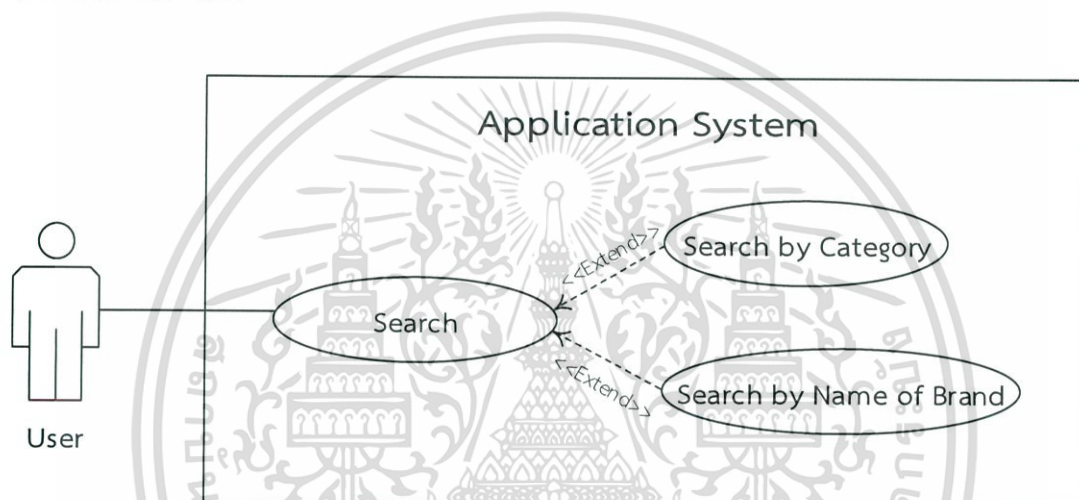 Application System
<<Extend>>
Search by Category
Search
<<Extend>>
Search by Name of Brand
User